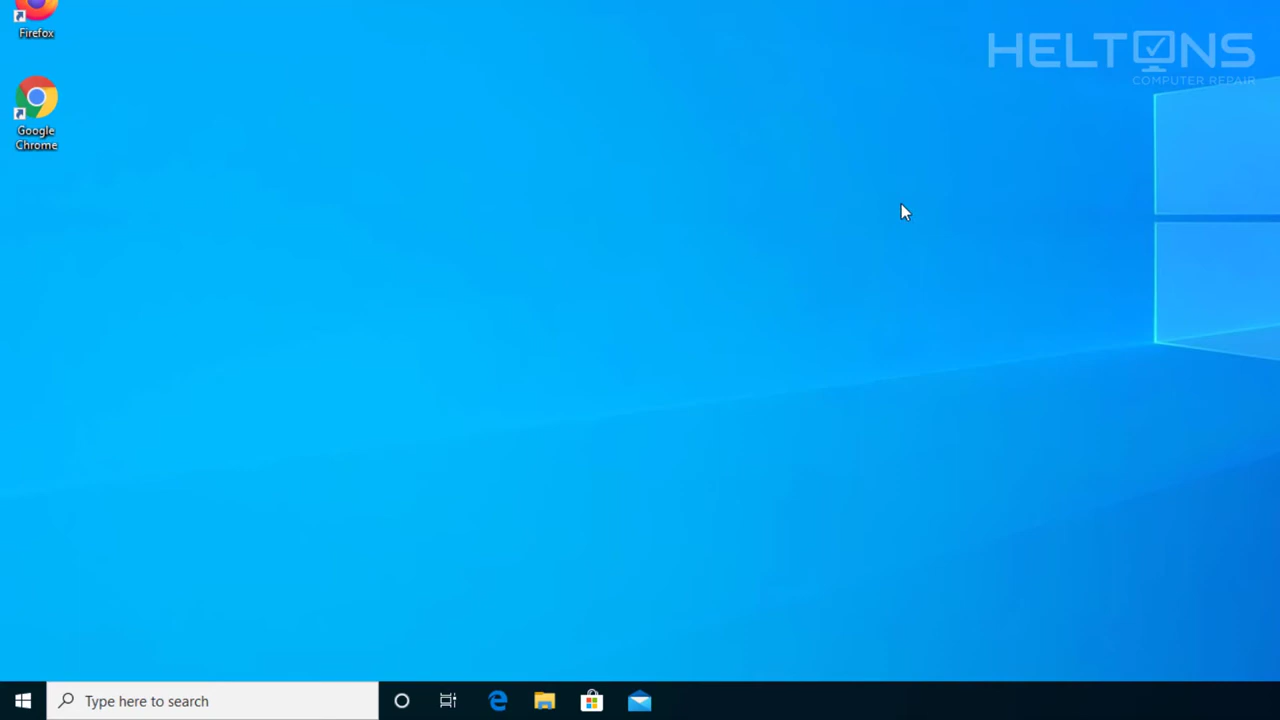 Firefox
HELTONS
COMPUTER REPAIR
Google
Chrome
Type here to search